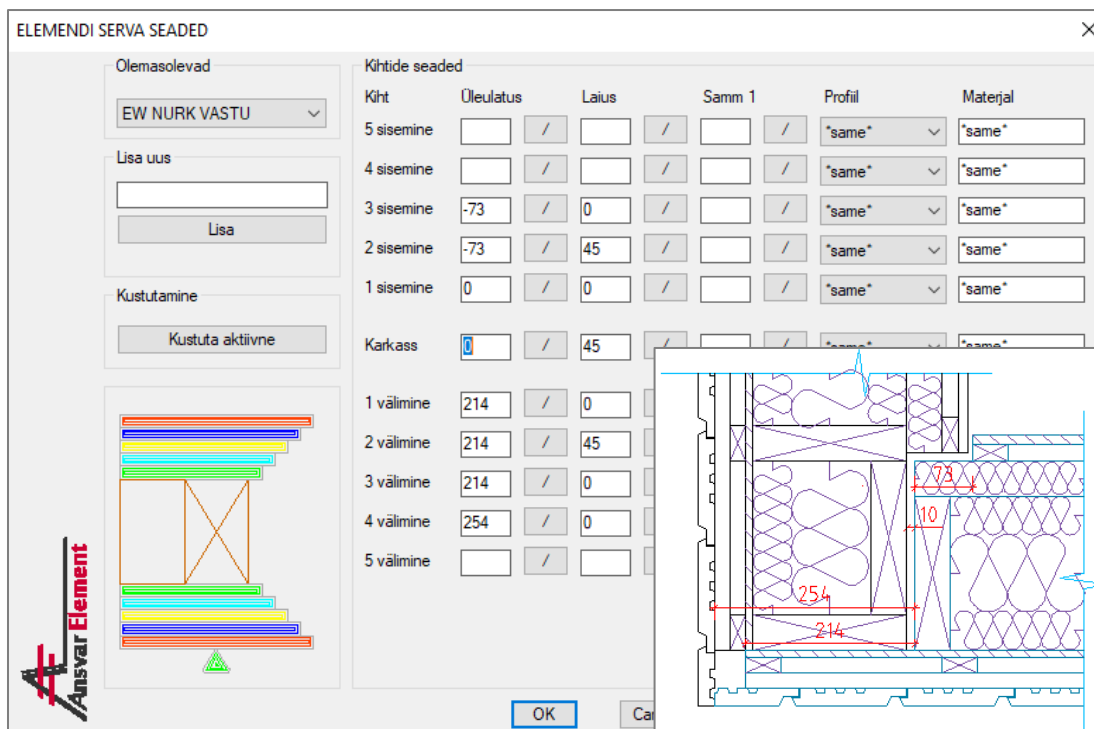 ELEMENDI SERVA SEADED
Olemasolevad
EW NURK VASTU
Lisa uus
Lisa
Kustutamine
Kustuta aktiivne
Ansvar Element
Kihtide seaded
Kiht Üleulatus Laius Samm 1 Profiil Materjal
5 sisemine / / / *same* *same*
4 sisemine / / / *same* *same*
3 sisemine -73 / 0 / / *same* *same*
2 sisemine -73 / 45 / / *same* *same*
1 sisemine 0 / 0 / / *same* *same*
Karkass 0 / 45 / / *same* *same*
1 välimine 214 / 0
2 välimine 214 / 45
3 välimine 214 / 0
4 välimine 254 / 0
5 välimine /
73
10
254
214
OK